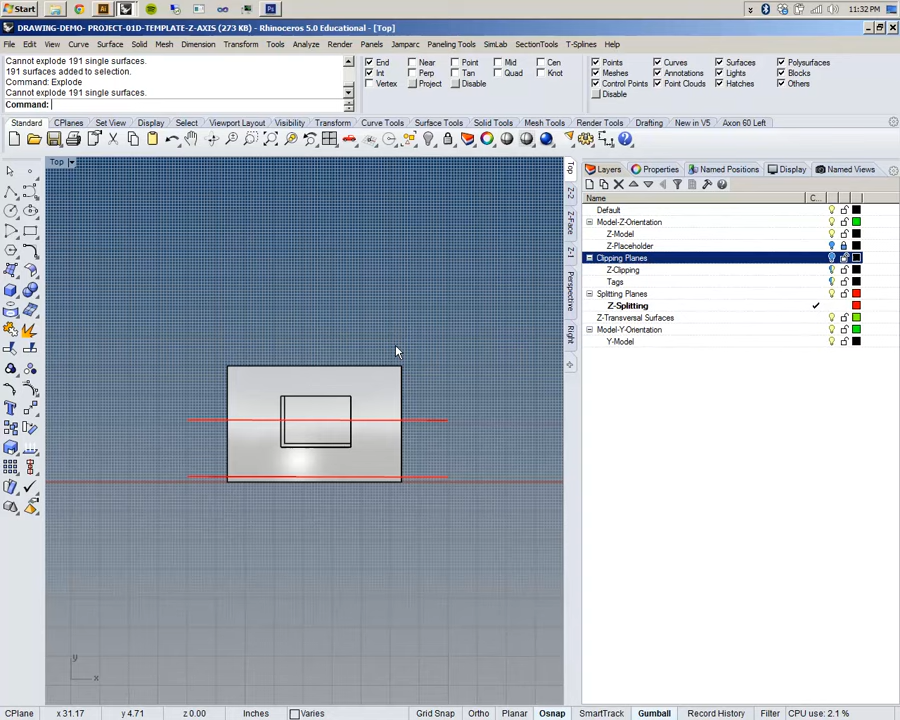 Start
11:32 PM
DRAWING-DEMO- PROJECT-01D-TEMPLATE-Z-AXIS (273 KB) - Rhinoceros 5.0 Educational - [Top]
File Edit View Curve Surface Solid Mesh Dimension Transform Tools Analyze Render Panels Jamparc Paneling Tools SimLab SectionTools T-Splines Help
Cannot explode 191 single surfaces.
191 surfaces added to selection.
Command: Explode
Cannot explode 191 single surfaces.
Command:
End Near Point Mid Cen
Int Perp Tan Quad Knot
Vertex Project Disable
Points Curves Surfaces Polysurfaces
Meshes Annotations Lights Blocks
Control Points Point Clouds Hatches Others
Disable
Standard CPlanes Set View Display Select Viewport Layout Visibility Transform Curve Tools Surface Tools Solid Tools Mesh Tools Render Tools Drafting New in V5 Axon 60 Left
Top
Top
Z-2
Z-Face
Z-1
Perspective
Right
Layers Properties Named Positions Display Named Views
Name C...
Default
Model-Z-Orientation
Z-Model
Z-Placeholder
Clipping Planes
Z-Clipping
Tags
Splitting Planes
Z-Splitting
Z-Transversal Surfaces
Model-Y-Orientation
Y-Model
y
x
CPlane x 31.17 y 4.71 z 0.00 Inches Varies Grid Snap Ortho Planar Osnap SmartTrack Gumball Record History Filter CPU use: 2.1 %